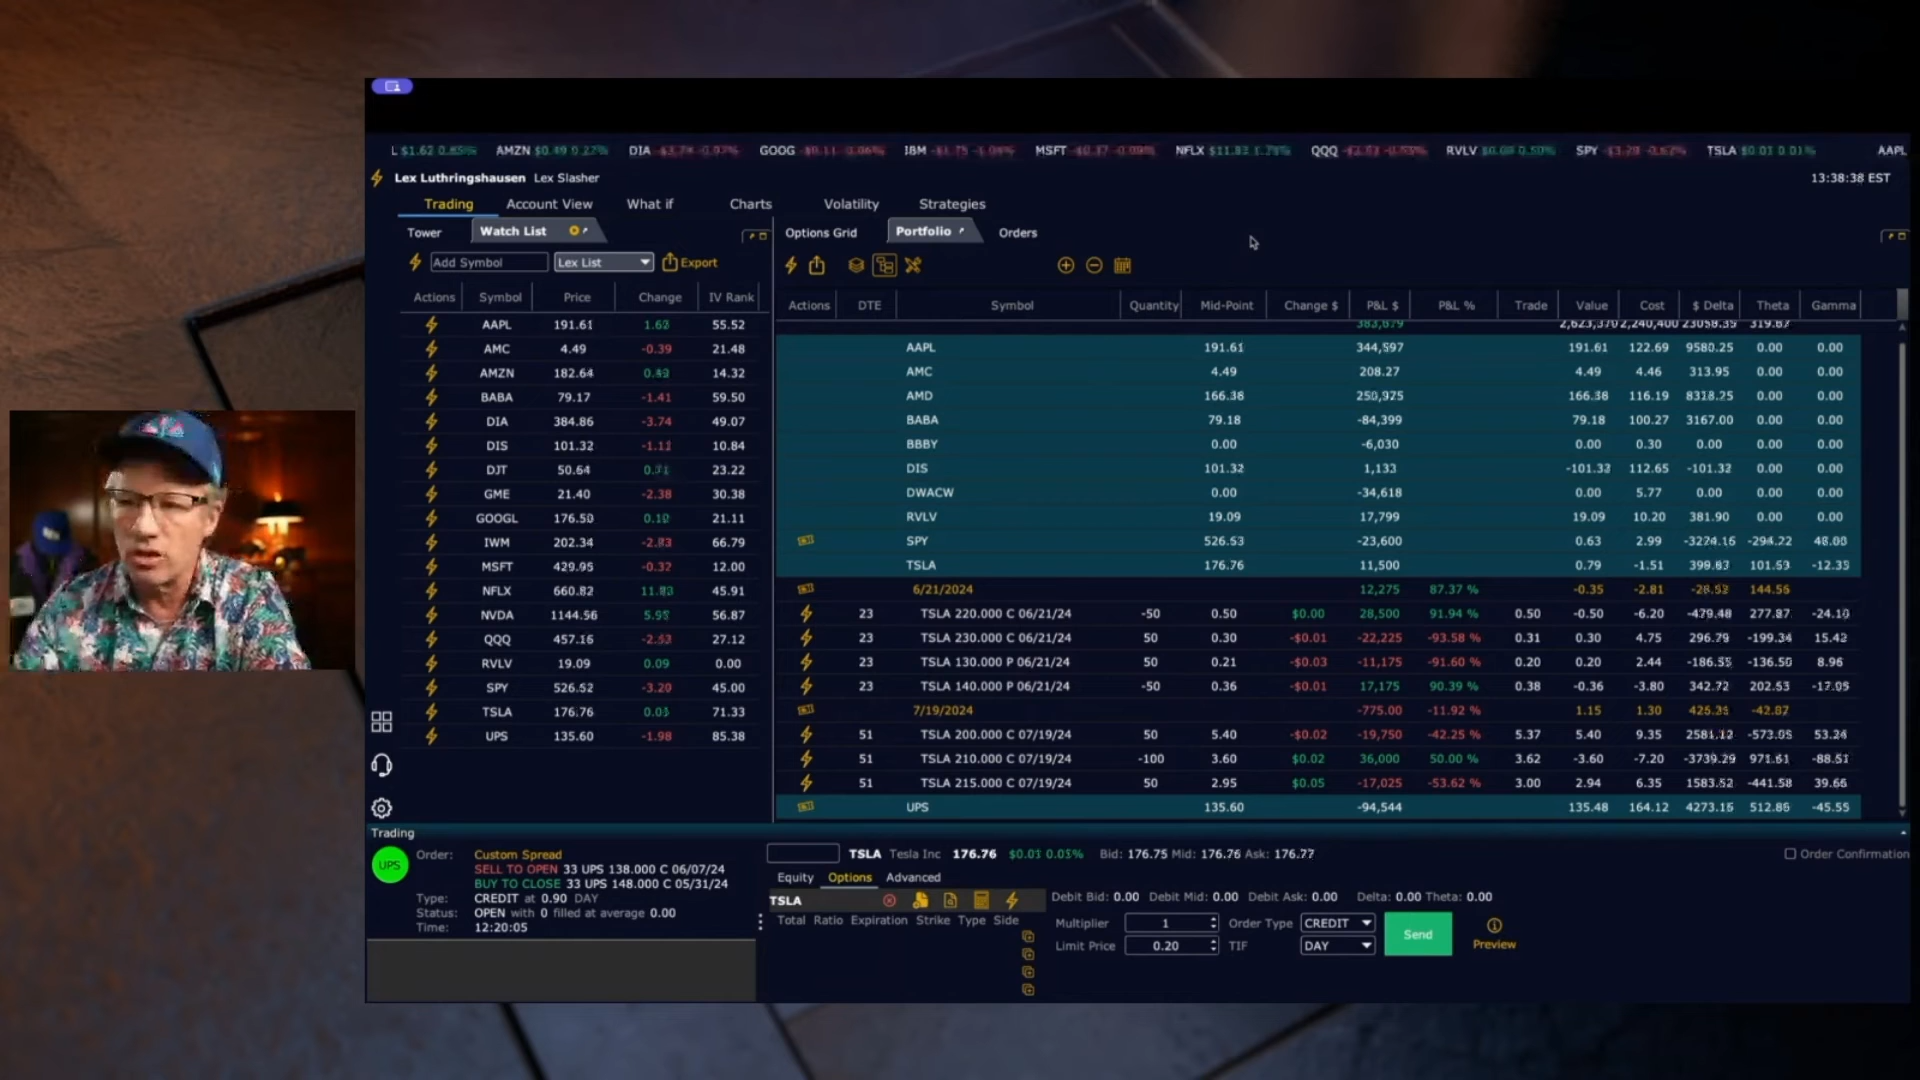 AMZN $0.49 0.27% DIA GOOG IBM MSFT NFLX QQQ RVLV SPY TSLA $0.03 0.01% AAPL
Lex Luthringshausen Lex Slasher 13:38:38 EST
Trading Account View What if Charts Volatility Strategies
Tower Watch List Options Grid Portfolio Orders
Add Symbol Lex List Export
Actions Symbol Price Change IV Rank
AAPL 191.61 1.62 55.52
AMC 4.49 -0.39 21.48
AMZN 182.64 0.49 14.32
BABA 79.17 -1.41 59.50
DIA 384.86 -3.74 49.07
DIS 101.32 -1.11 10.84
DJT 50.64 23.22
GME 21.40 -2.38 30.38
GOOGL 176.50 0.10 21.11
IWM 202.34 -2.83 66.79
MSFT 429.95 -0.32 12.00
NFLX 660.82 45.91
NVDA 1144.56 56.87
QQQ 457.16 27.12
RVLV 19.09 0.09 0.00
SPY 526.52 -3.20 45.00
TSLA 176.76 0.03 71.33
UPS 135.60 -1.98 85.38
Actions DTE Symbol Quantity Mid-Point Change $ P&L $ P&L % Trade Value Cost $ Delta Theta Gamma
AAPL 191.61 344,597 191.61 122.69 9580.25 0.00 0.00
AMC 4.49 208.27 4.49 4.46 313.95 0.00 0.00
AMD 166.38 250,925 166.38 116.19 8318.25 0.00 0.00
BABA 79.18 -84,399 79.18 100.27 3167.00 0.00 0.00
BBBY 0.00 -6,030 0.00 0.30 0.00 0.00 0.00
DIS 101.32 1,133 -101.32 112.65 -101.32 0.00 0.00
DWACW 0.00 -34,618 0.00 5.77 0.00 0.00 0.00
RVLV 19.09 17,799 19.09 10.20 381.90 0.00 0.00
SPY 526.53 -23,600 0.63 2.99 -3274.16 -294.22 48.08
TSLA 176.76 11,500 0.79 -1.51 101.53 -12.35
6/21/2024 12,275 87.37 % -0.35 -2.81 144.56
23 TSLA 220.000 C 06/21/24 -50 0.50 $0.00 28,500 91.94 % 0.50 -0.50 -6.20 -479.48 277.87 -24.10
23 TSLA 230.000 C 06/21/24 50 0.30 -$0.01 -22,225 -93.58 % 0.31 0.30 4.75 296.79 -199.34 15.42
23 TSLA 130.000 P 06/21/24 50 0.21 -$0.03 -11,175 -91.60 % 0.20 0.20 2.44 -136.50 8.96
23 TSLA 140.000 P 06/21/24 -50 0.36 -$0.01 17,175 90.39 % 0.38 -0.36 -3.80 342.72 202.53 -17.05
7/19/2024 -775.00 -11.92 % 1.15 1.30 -42.87
51 TSLA 200.000 C 07/19/24 50 5.40 -$0.02 -19,750 -42.25 % 5.37 5.40 9.35 -573.08 53.24
51 TSLA 210.000 C 07/19/24 -100 3.60 $0.02 36,000 50.00 % 3.62 -3.60 -7.20 -3739.29 971.61 -88.51
51 TSLA 215.000 C 07/19/24 50 2.95 $0.05 -17,025 -53.62 % 3.00 2.94 6.35 1583.52 -441.58 39.66
UPS 135.60 -94,544 135.48 164.12 4273.16 512.86 -45.55
Trading
UPS
Order: Custom Spread
SELL TO OPEN 33 UPS 138.000 C 06/07/24
BUY TO CLOSE 33 UPS 148.000 C 05/31/24
Type: CREDIT at 0.90 DAY
Status: OPEN with 0 filled at average 0.00
Time: 12:20:05
TSLA Tesla Inc 176.76 $0.03 Bid: 176.75 Mid: 176.76 Ask: 176.77 Order Confirmation
Equity Options Advanced
TSLA Debit Bid: 0.00 Debit Mid: 0.00 Debit Ask: 0.00 Delta: 0.00 Theta: 0.00
Total Ratio Expiration Strike Type Side
Multiplier 1 Order Type CREDIT
Limit Price 0.20 TIF DAY
Send
Preview